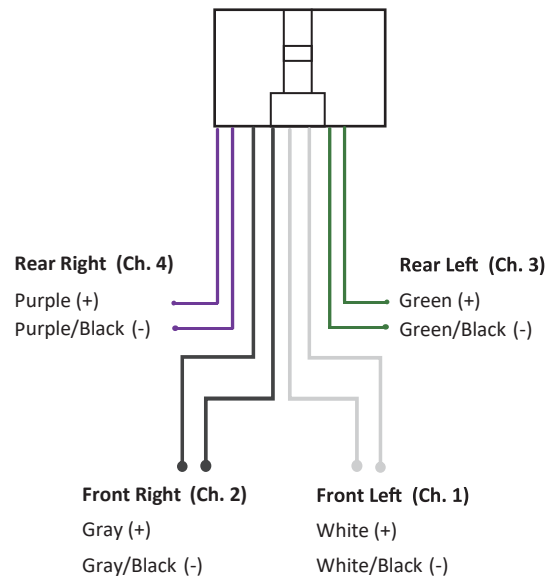 Rear Right (Ch. 4)
Purple (+)
Purple/Black (-)
Rear Left (Ch. 3)
Green (+)
Green/Black (-)
Front Right (Ch. 2)
Gray (+)
Gray/Black (-)
Front Left (Ch. 1)
White (+)
White/Black (-)